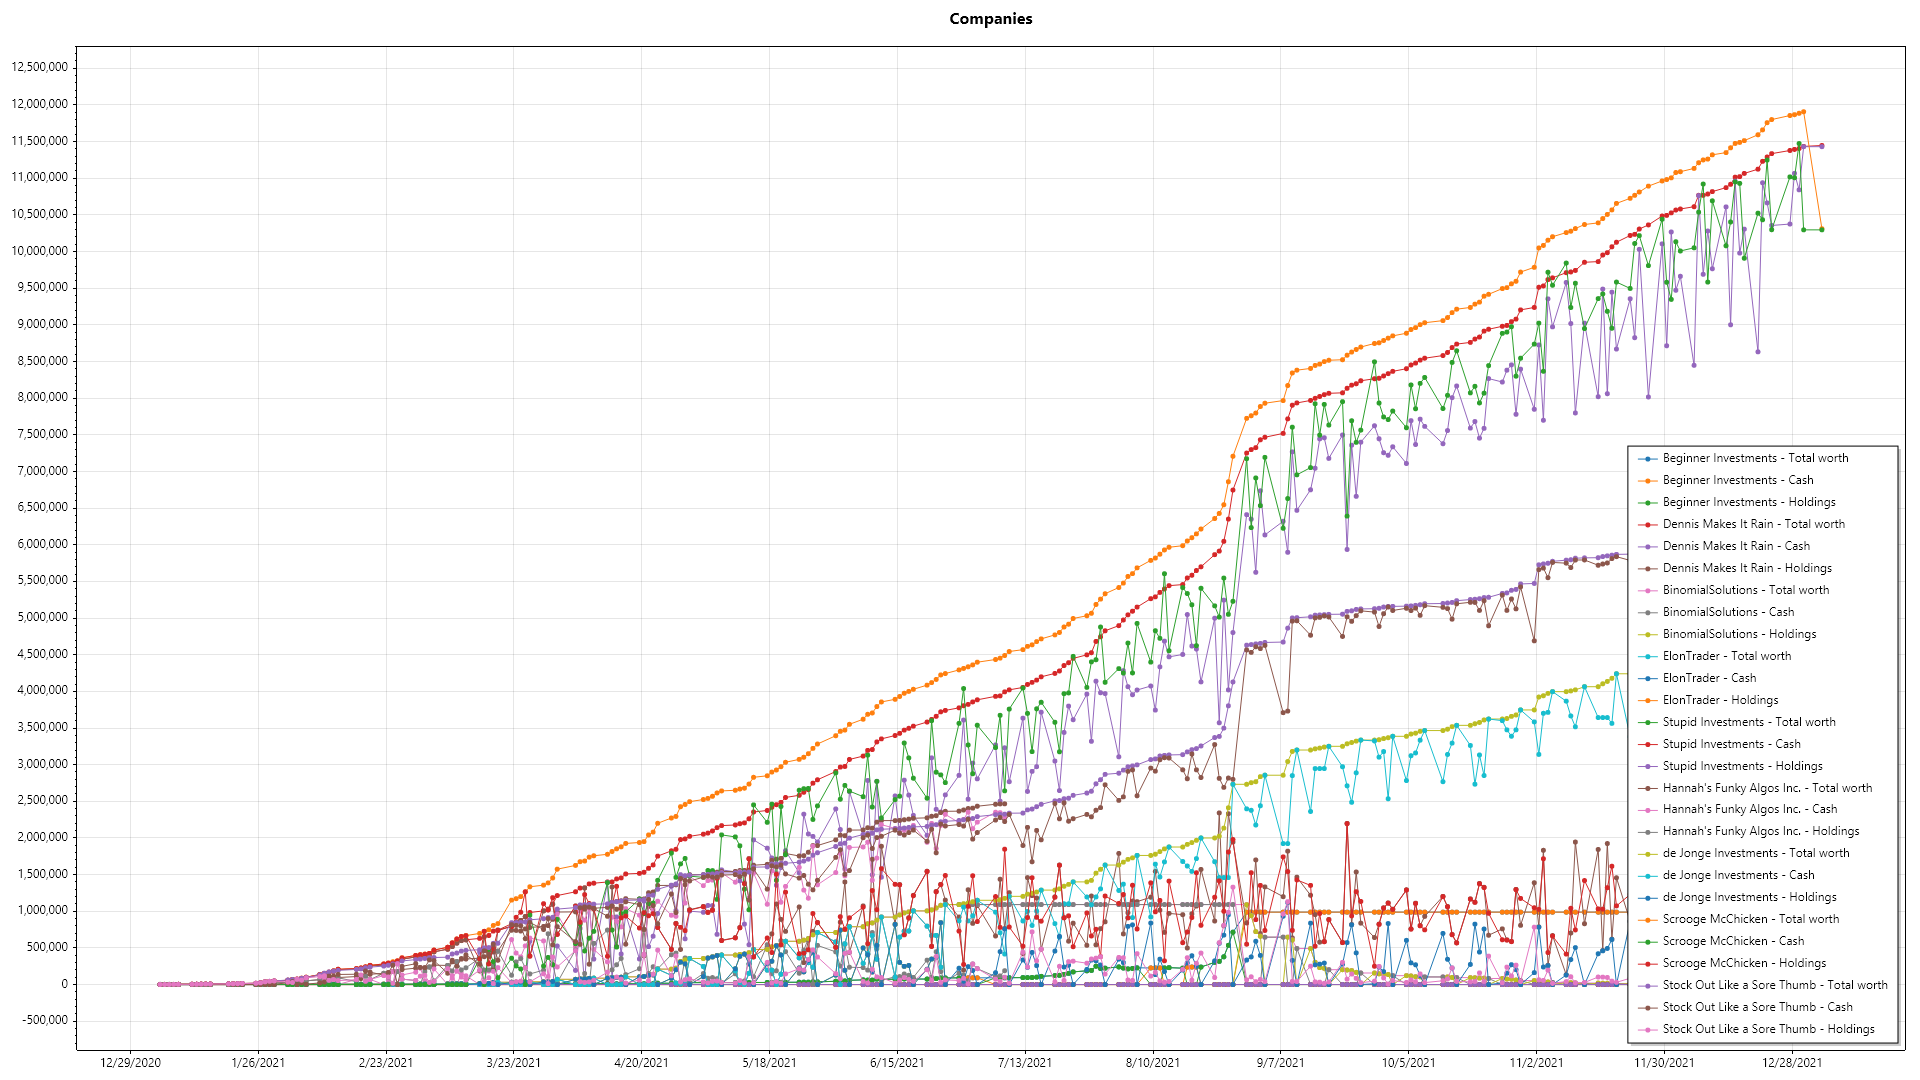 Companies
12,500,000
12,000,000
11,500,000
11,000,000
10,500,000
10,000,000
9,500,000
9,000,000
8,500,000
8,000,000
7,500,000
7,000,000
6,500,000
6,000,000
5,500,000
5,000,000
4,500,000
4,000,000
3,500,000
3,000,000
2,500,000
2,000,000
1,500,000
1,000,000
500,000
0
-500,000
Beginner Investments - Total worth
Beginner Investments - Cash
Beginner Investments - Holdings
Dennis Makes It Rain - Total worth
Dennis Makes It Rain - Cash
Dennis Makes It Rain - Holdings
BinomialSolutions - Total worth
BinomialSolutions - Cash
BinomialSolutions - Holdings
ElonTrader - Total worth
ElonTrader - Cash
ElonTrader - Holdings
Stupid Investments - Total worth
Stupid Investments - Cash
Stupid Investments - Holdings
Hannah's Funky Algos Inc. - Total worth
Hannah's Funky Algos Inc. - Cash
Hannah's Funky Algos Inc. - Holdings
de Jonge Investments - Total worth
de Jonge Investments - Cash
de Jonge Investments - Holdings
Scrooge McChicken - Total worth
Scrooge McChicken - Cash
Scrooge McChicken - Holdings
Stock Out Like a Sore Thumb - Total worth
Stock Out Like a Sore Thumb - Cash
Stock Out Like a Sore Thumb - Holdings
12/29/2020 1/26/2021 2/23/2021 3/23/2021 4/20/2021 5/18/2021 6/15/2021 7/13/2021 8/10/2021 9/7/2021 10/5/2021 11/2/2021 11/30/2021 12/28/2021